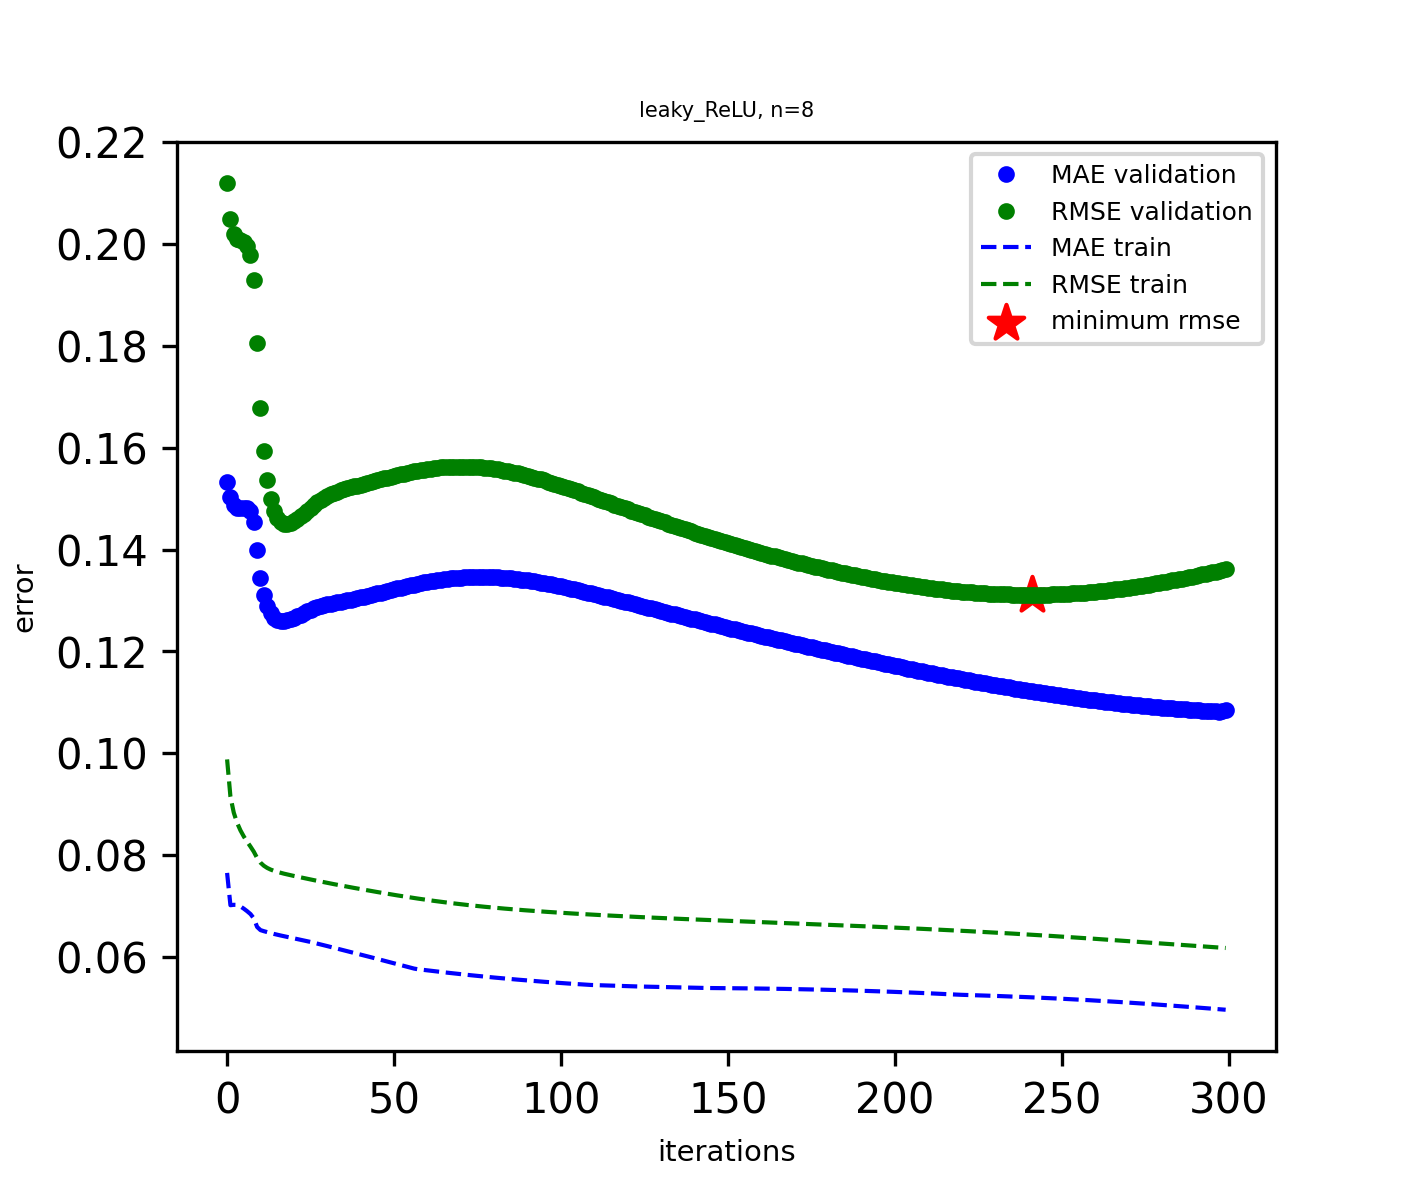 leaky_ReLU, n=8
0.22
0.20
0.18
0.16
0.14
0.12
0.10
0.08
0.06
error
MAE validation
RMSE validation
MAE train
RMSE train
minimum rmse
0 50 100 150 200 250 300
iterations